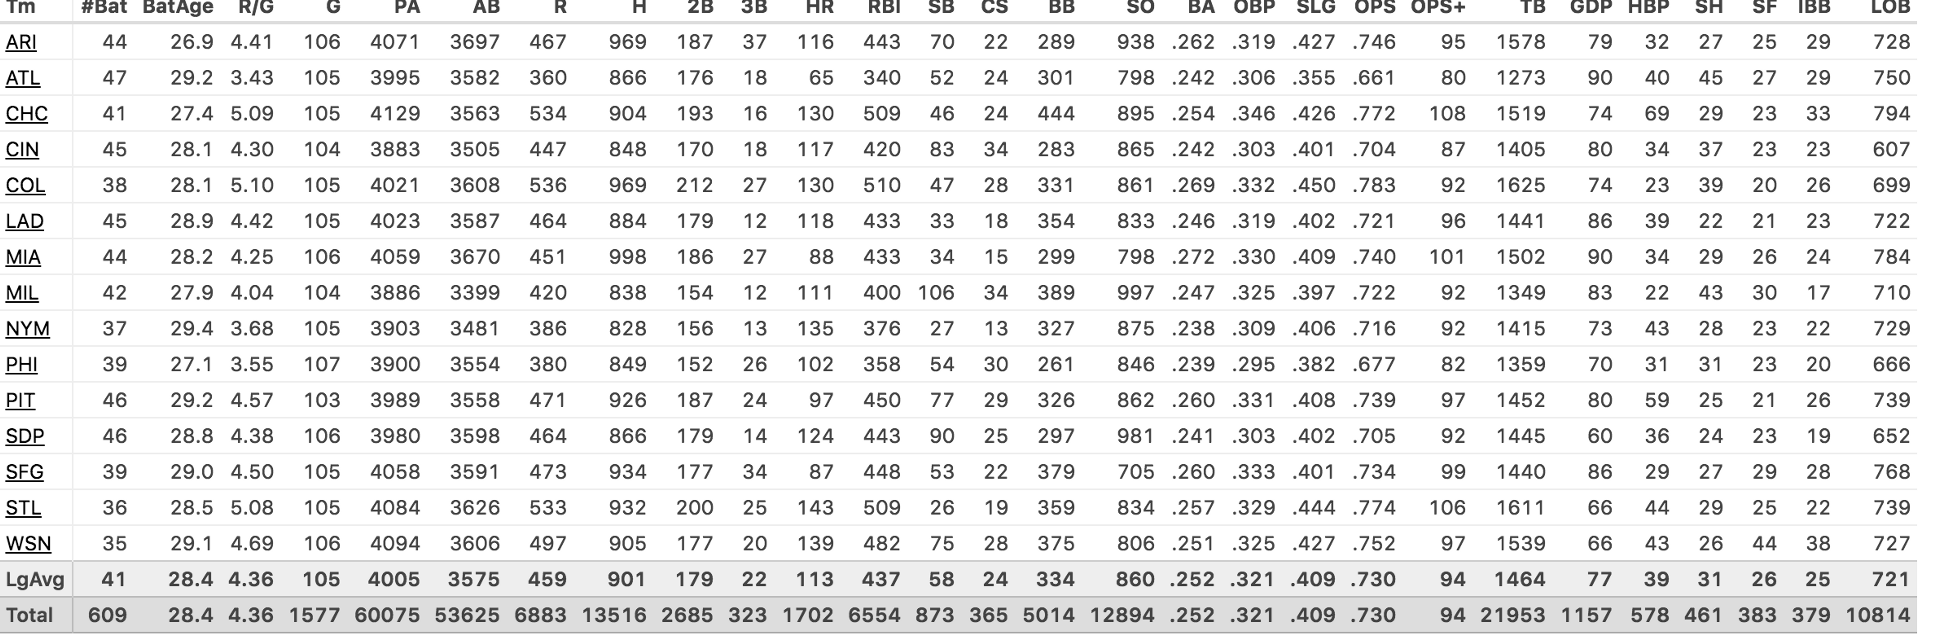 Tm #Bat BatAge R/G G PA AB R H 2B 3B HR RBI SB CS BB SO BA OBP SLG OPS OPS+ TB GDP HBP SH SF IBB LOB
ARI 44 26.9 4.41 106 4071 3697 467 969 187 37 116 443 70 22 289 938 .262 .319 .427 .746 95 1578 79 32 27 25 29 728
ATL 47 29.2 3.43 105 3995 3582 360 866 176 18 65 340 52 24 301 798 .242 .306 .355 .661 80 1273 90 40 45 27 29 750
CHC 41 27.4 5.09 105 4129 3563 534 904 193 16 130 509 46 24 444 895 .254 .346 .426 .772 108 1519 74 69 29 23 33 794
CIN 45 28.1 4.30 104 3883 3505 447 848 170 18 117 420 83 34 283 865 .242 .303 .401 .704 87 1405 80 34 37 23 23 607
COL 38 28.1 5.10 105 4021 3608 536 969 212 27 130 510 47 28 331 861 .269 .332 .450 .783 92 1625 74 23 39 20 26 699
LAD 45 28.9 4.42 105 4023 3587 464 884 179 12 118 433 33 18 354 833 .246 .319 .402 .721 96 1441 86 39 22 21 23 722
MIA 44 28.2 4.25 106 4059 3670 451 998 186 27 88 433 34 15 299 798 .272 .330 .409 .740 101 1502 90 34 29 26 24 784
MIL 42 27.9 4.04 104 3886 3399 420 838 154 12 111 400 106 34 389 997 .247 .325 .397 .722 92 1349 83 22 43 30 17 710
NYM 37 29.4 3.68 105 3903 3481 386 828 156 13 135 376 27 13 327 875 .238 .309 .406 .716 92 1415 73 43 28 23 22 729
PHI 39 27.1 3.55 107 3900 3554 380 849 152 26 102 358 54 30 261 846 .239 .295 .382 .677 82 1359 70 31 31 23 20 666
PIT 46 29.2 4.57 103 3989 3558 471 926 187 24 97 450 77 29 326 862 .260 .331 .408 .739 97 1452 80 59 25 21 26 739
SDP 46 28.8 4.38 106 3980 3598 464 866 179 14 124 443 90 25 297 981 .241 .303 .402 .705 92 1445 60 36 24 23 19 652
SFG 39 29.0 4.50 105 4058 3591 473 934 177 34 87 448 53 22 379 705 .260 .333 .401 .734 99 1440 86 29 27 29 28 768
STL 36 28.5 5.08 105 4084 3626 533 932 200 25 143 509 26 19 359 834 .257 .329 .444 .774 106 1611 66 44 29 25 22 739
WSN 35 29.1 4.69 106 4094 3606 497 905 177 20 139 482 75 28 375 806 .251 .325 .427 .752 97 1539 66 43 26 44 38 727
LgAvg 41 28.4 4.36 105 4005 3575 459 901 179 22 113 437 58 24 334 860 .252 .321 .409 .730 94 1464 77 39 31 26 25 721
Total 609 28.4 4.36 1577 60075 53625 6883 13516 2685 323 1702 6554 873 365 5014 12894 .252 .321 .409 .730 94 21953 1157 578 461 383 379 10814